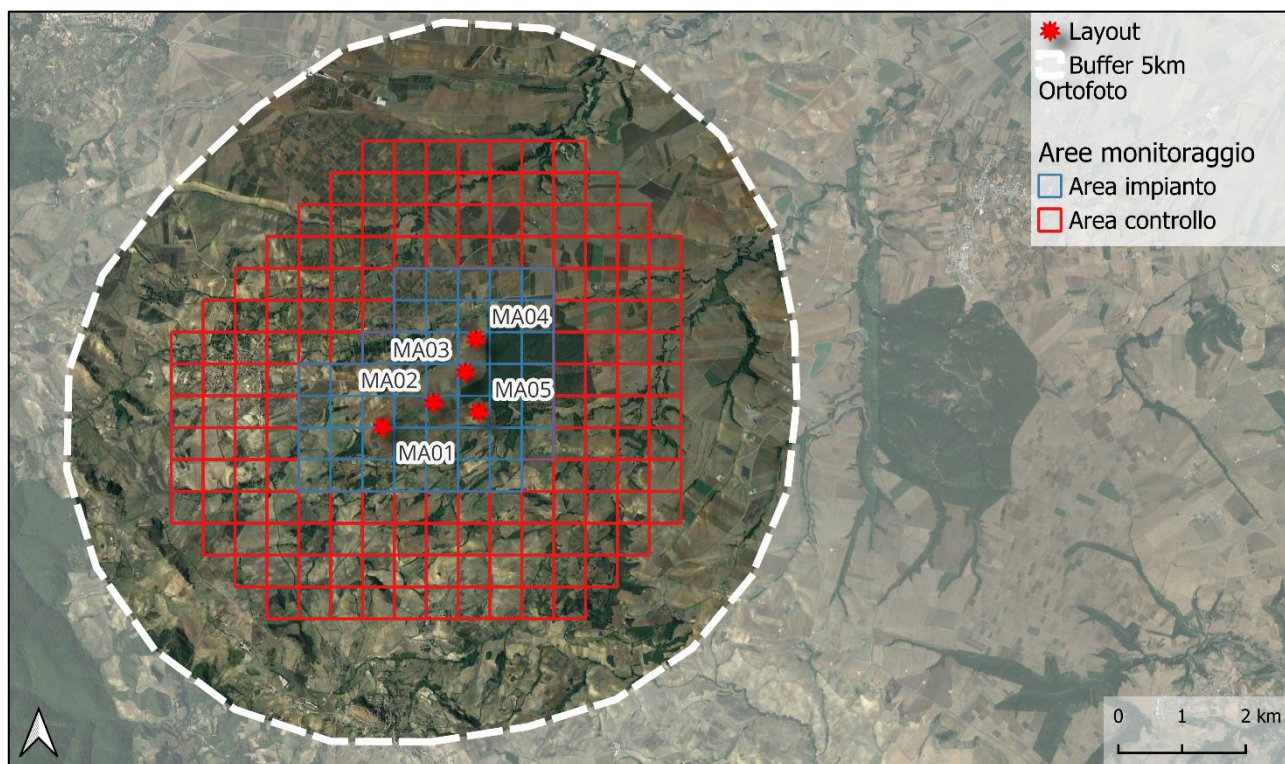 Layout
Buffer 5km
Ortofoto
Aree monitoraggio
Area impianto
Area controllo
MA04
MA03
MA02
MA05
MA01
0 1 2 km